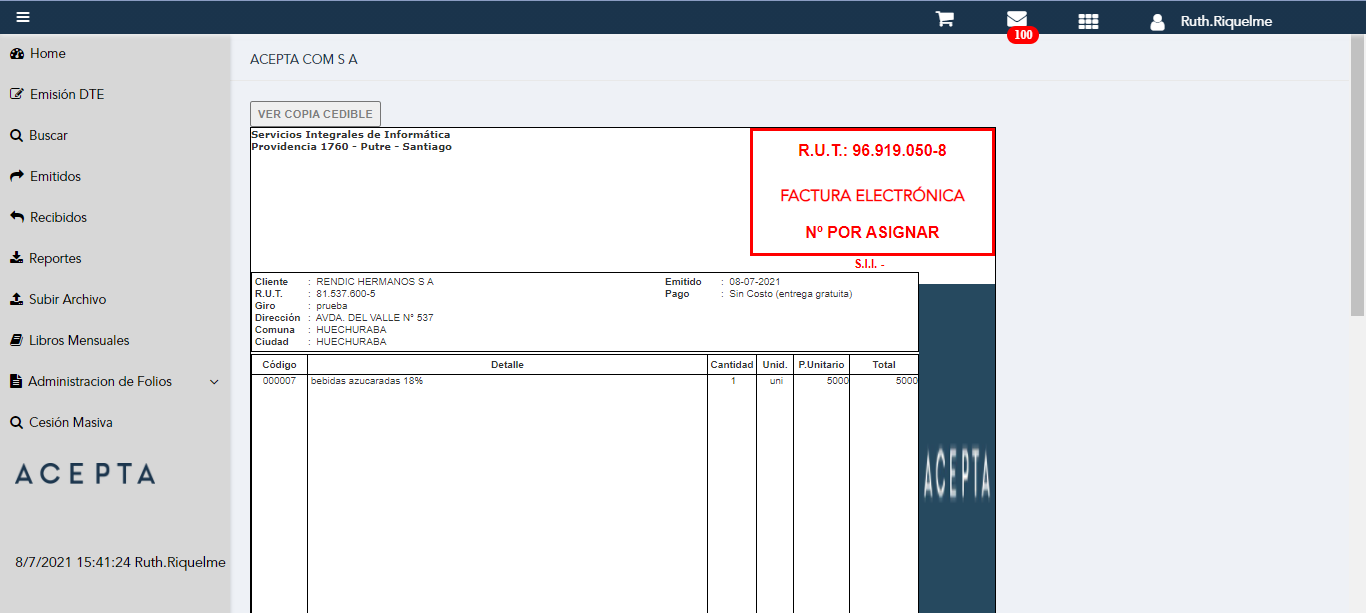 Ruth.Riquelme
100
Home
Emisión DTE
Buscar
Emitidos
Recibidos
Reportes
Subir Archivo
Libros Mensuales
Administracion de Folios
Cesión Masiva
ACEPTA
8/7/2021 15:41:24 Ruth.Riquelme
ACEPTA COM S A
VER COPIA CEDIBLE
Servicios Integrales de Informática
Providencia 1760 - Putre - Santiago
R.U.T.: 96.919.050-8
FACTURA ELECTRÓNICA
Nº POR ASIGNAR
S.I.I. -
Cliente : RENDIC HERMANOS S A Emitido : 08-07-2021
R.U.T. : 81.537.600-5 Pago : Sin Costo (entrega gratuita)
Giro : prueba
Dirección : AVDA. DEL VALLE N° 537
Comuna : HUECHURABA
Ciudad : HUECHURABA
Código Detalle Cantidad Unid. P.Unitario Total
000007 bebidas azucaradas 18% 1 uni 5000 5000
ACEPTA